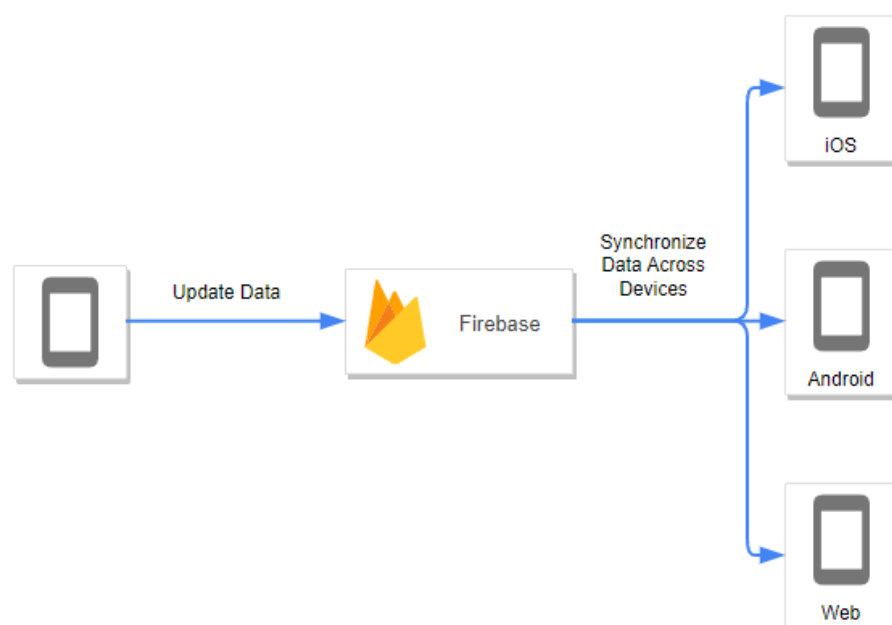 Update Data
Firebase
Synchronize
Data Across
Devices
iOS
Android
Web